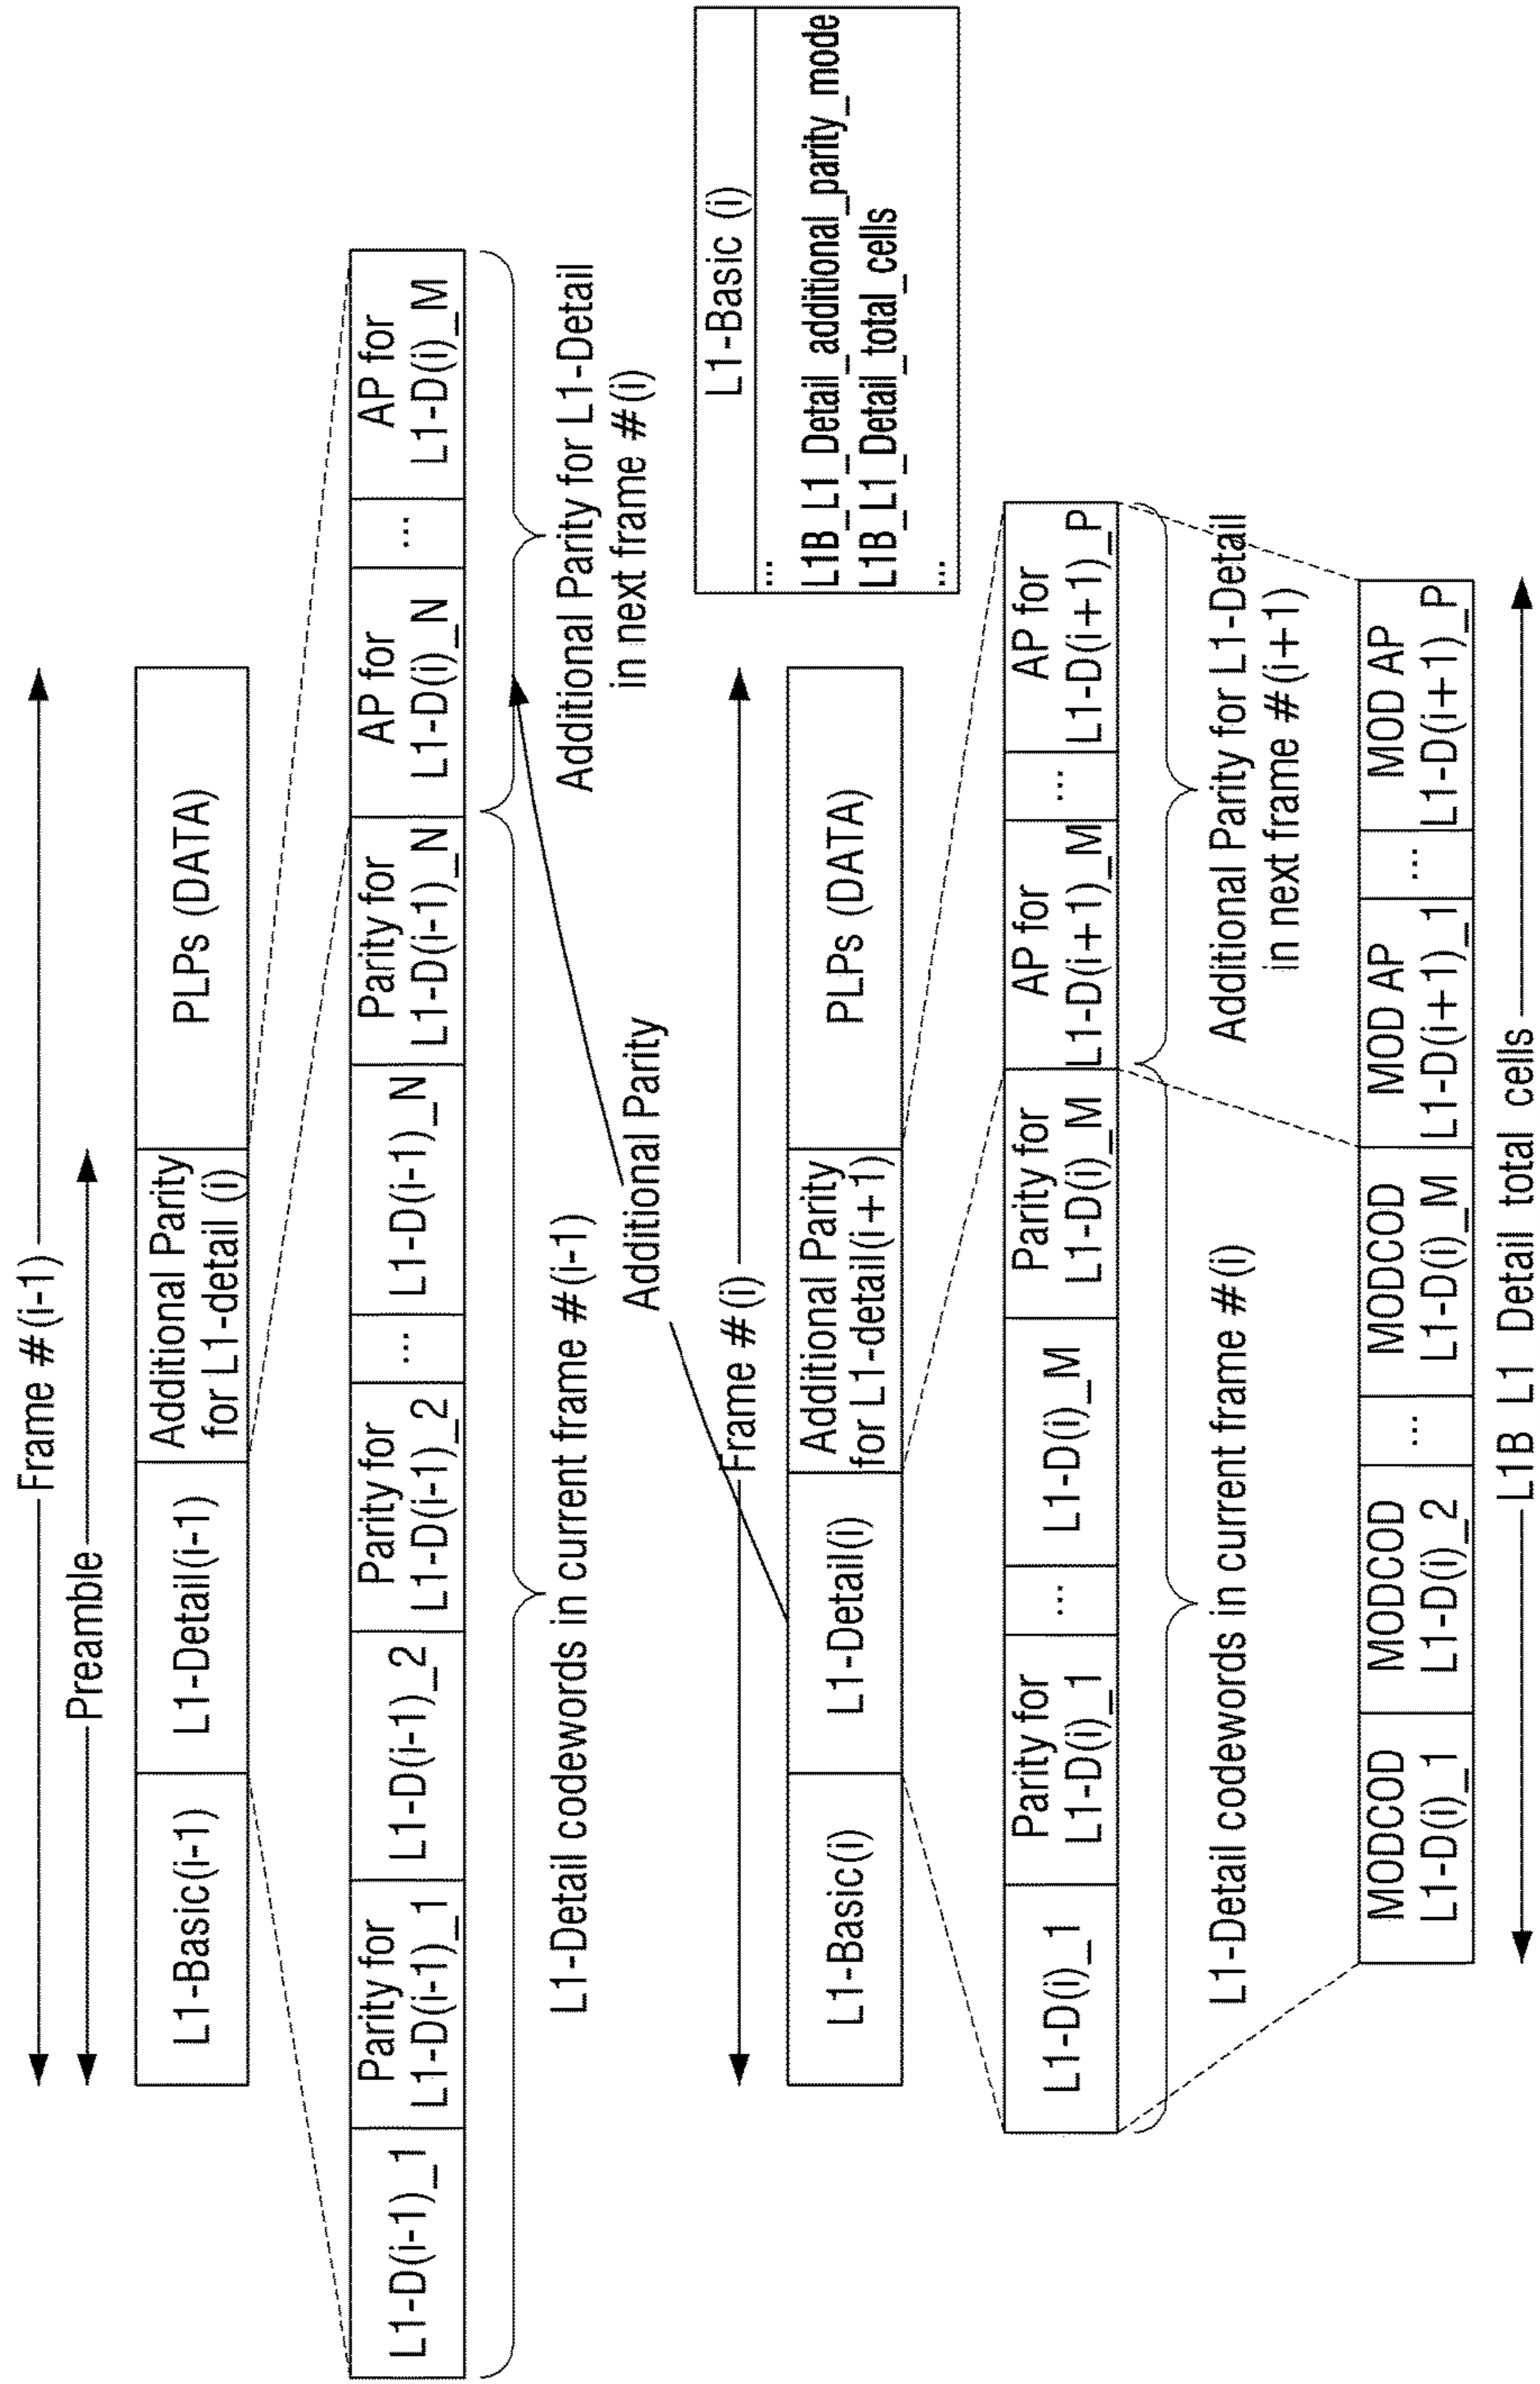 Frame #(i-1)
Preamble
L1-Basic(i-1)
L1-Detail(i-1)
Additional Parity
for L1-detail (i)
PLPs (DATA)
L1-D(i-1)_1
Parity for
L1-D(i-1)_1
L1-D(i-1)_2
Parity for
L1-D(i-1)_2
...
L1-D(i-1)_N
Parity for
L1-D(i-1)_N
AP for
L1-D(i)_N
...
AP for
L1-D(i)_M
L1-Detail codewords in current frame #(i-1)
Additional Parity for L1-Detail
in next frame #(i)
Additional Parity
L1-Basic (i)
...
L1B_L1_Detail_additional_parity_mode
L1B_L1_Detail_total_cells
...
Frame #(i)
L1-Basic(i)
L1-Detail(i)
Additional Parity
for L1-detail(i+1)
PLPs (DATA)
L1-D(i)_1
Parity for
L1-D(i)_1
...
L1-D(i)_M
Parity for
L1-D(i)_M
AP for
L1-D(i+1)_M
...
AP for
L1-D(i+1)_P
L1-Detail codewords in current frame #(i)
Additional Parity for L1-Detail
in next frame #(i+1)
MODCOD
L1-D(i)_1
MODCOD
L1-D(i)_2
...
MODCOD
L1-D(i)_M
MOD AP
L1-D(i+1)_1
...
MOD AP
L1-D(i+1)_P
L1B L1 Detail total cells